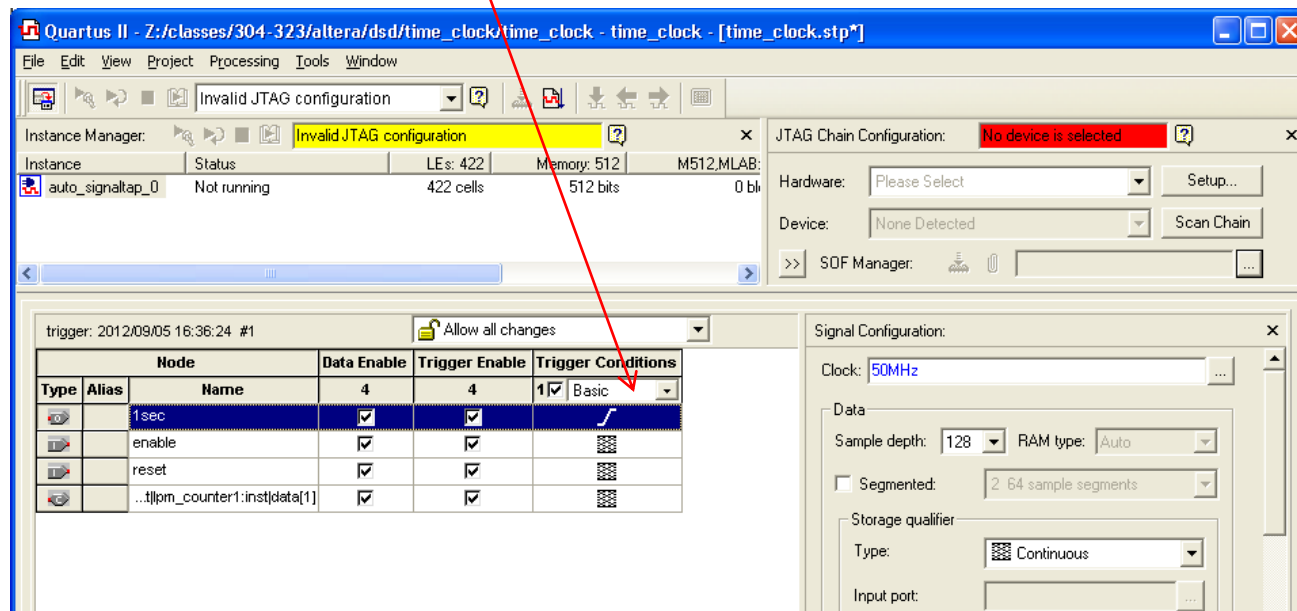 Quartus II - Z:/classes/304-323/altera/dsd/time_clock/time_clock - time_clock - [time_clock.stp*]
File Edit View Project Processing Tools Window
Invalid JTAG configuration
Instance Manager: Invalid JTAG configuration
Instance Status LEs: 422 Memory: 512 M512,MLAB:
auto_signaltap_0 Not running 422 cells 512 bits 0 bl
JTAG Chain Configuration: No device is selected
Hardware: Please Select Setup...
Device: None Detected Scan Chain
>> SOF Manager: ...
trigger: 2012/09/05 16:36:24 #1 Allow all changes
Node Data Enable Trigger Enable Trigger Conditions
Type Alias Name 4 4 1 Basic
1sec
enable
reset
...t|lpm_counter1:inst|data[1]
Signal Configuration:
Clock: 50MHz ...
Data
Sample depth: 128 RAM type: Auto
Segmented: 2 64 sample segments
Storage qualifier
Type: Continuous
Input port: ...